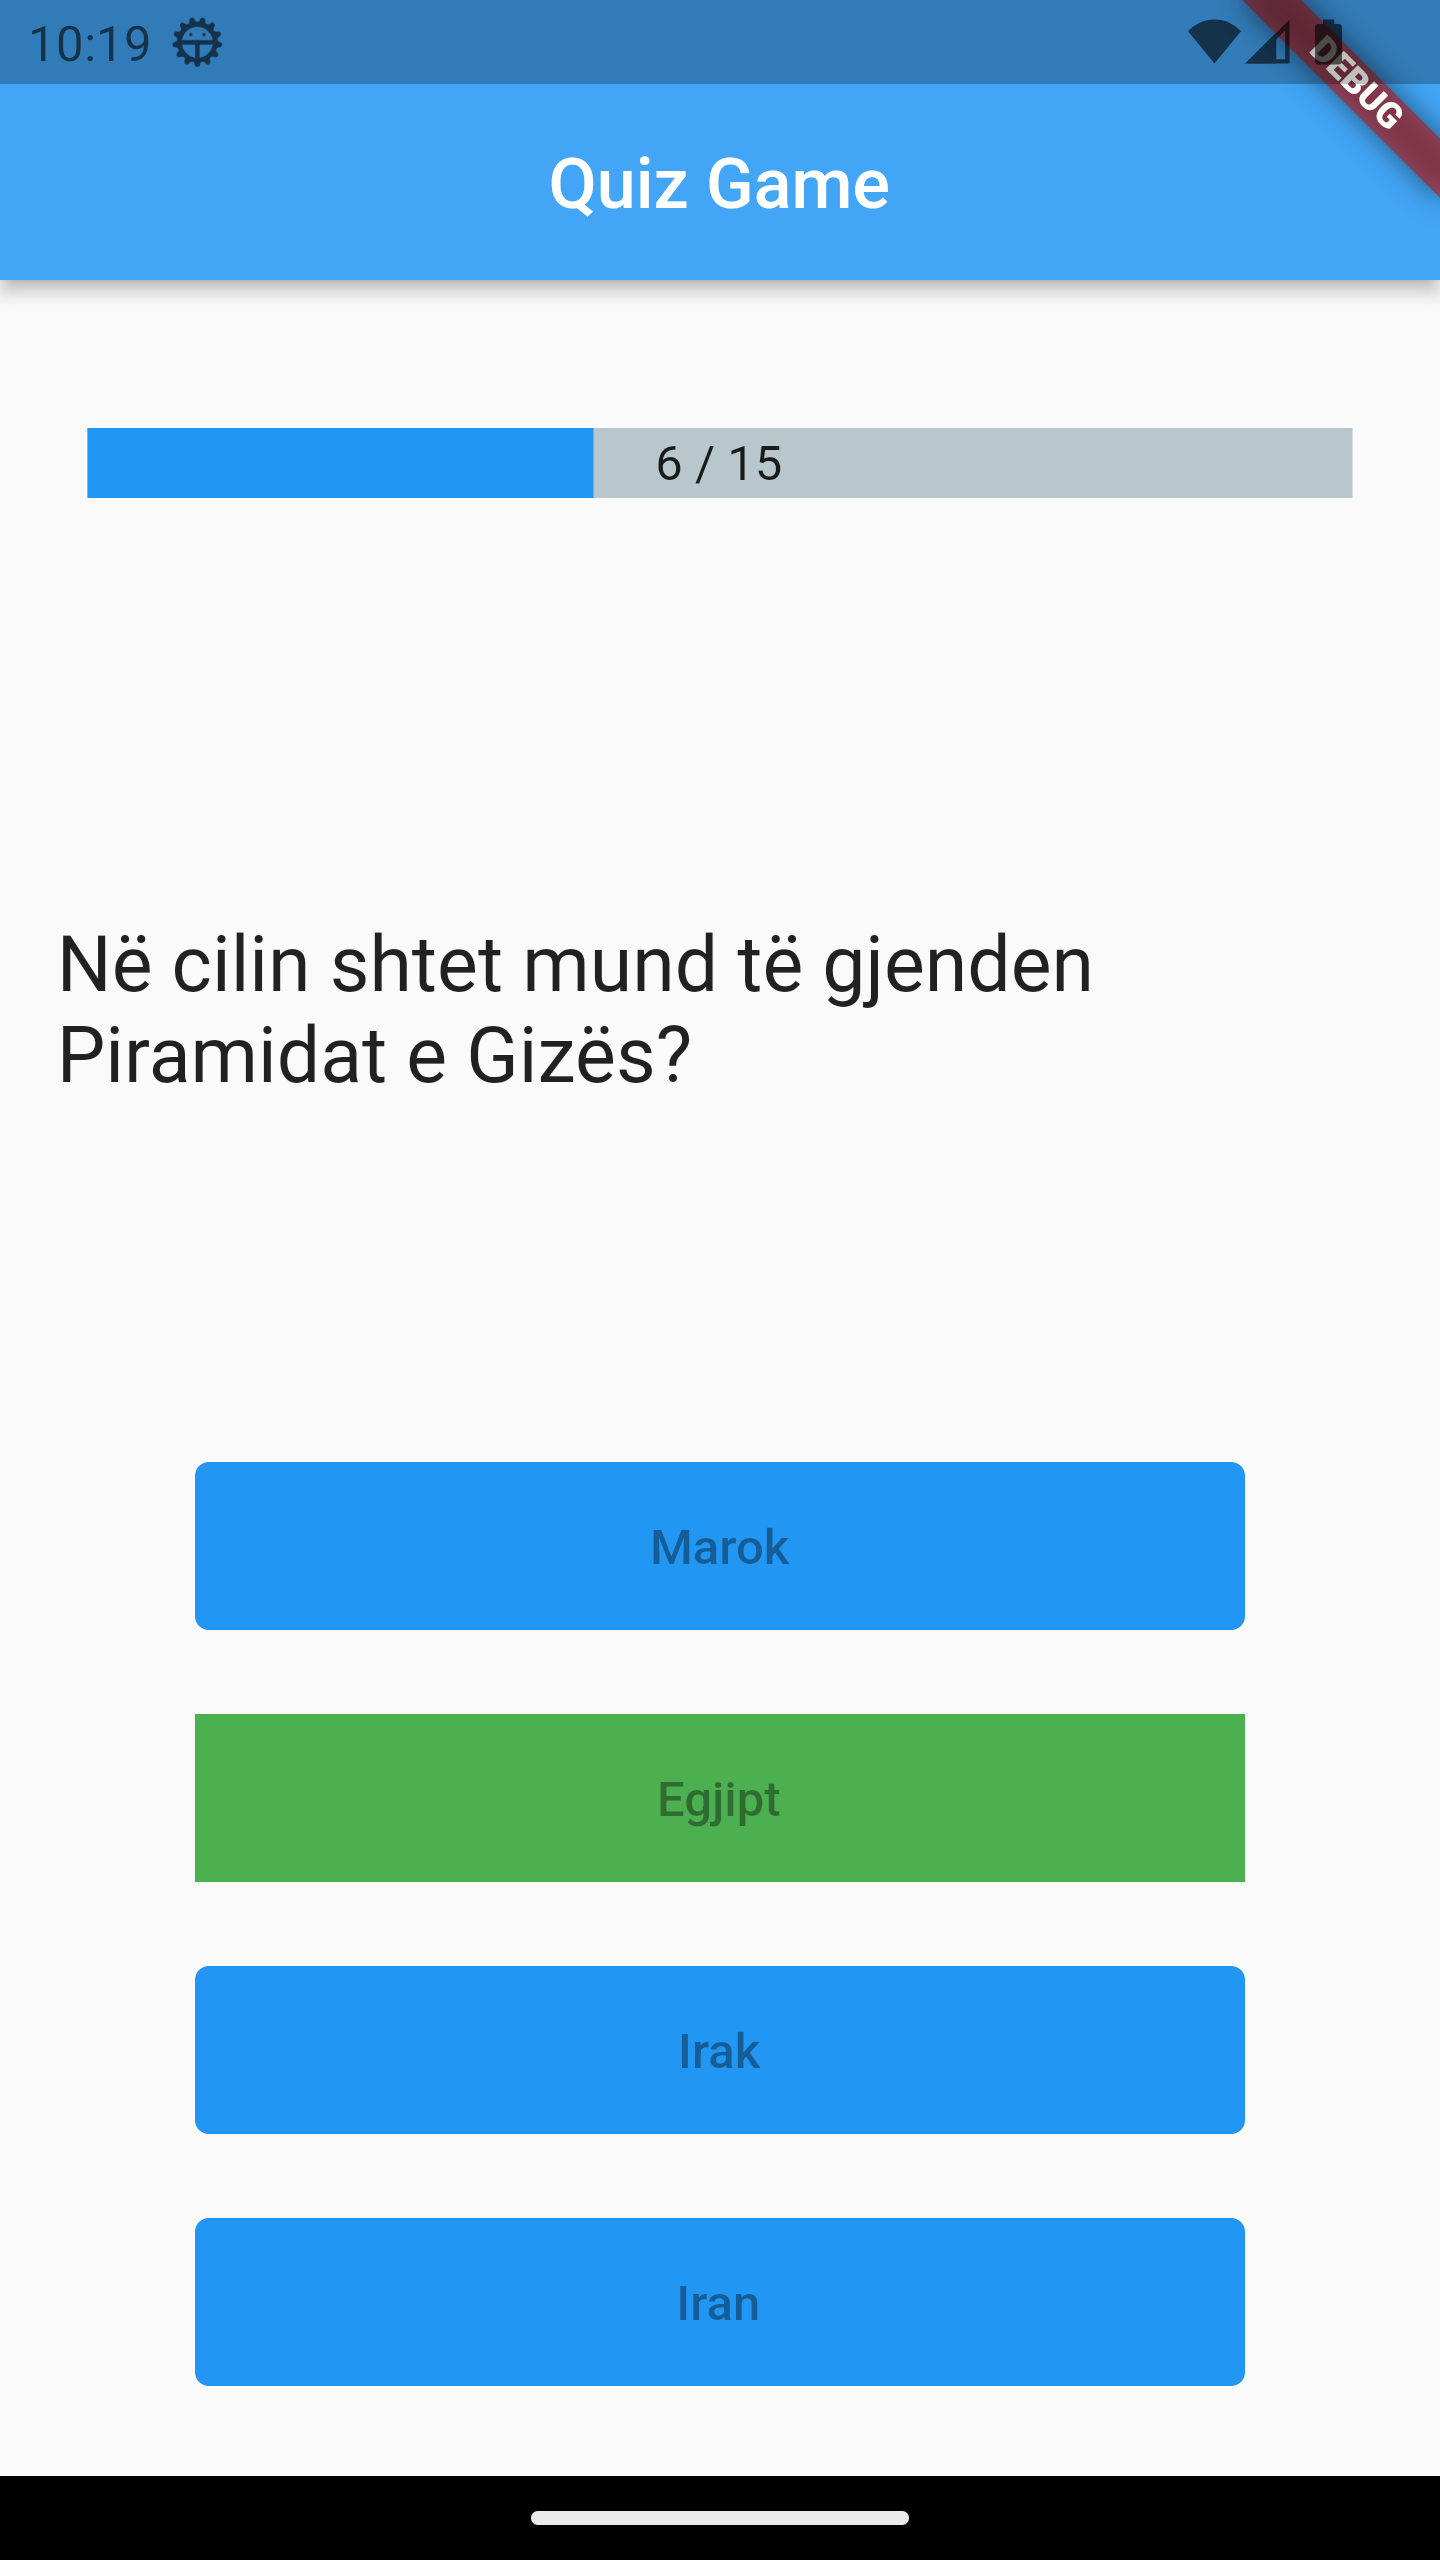 10:19
DEBUG
Quiz Game
6 / 15
Në cilin shtet mund të gjenden
Piramidat e Gizës?
Marok
Egjipt
Irak
Iran